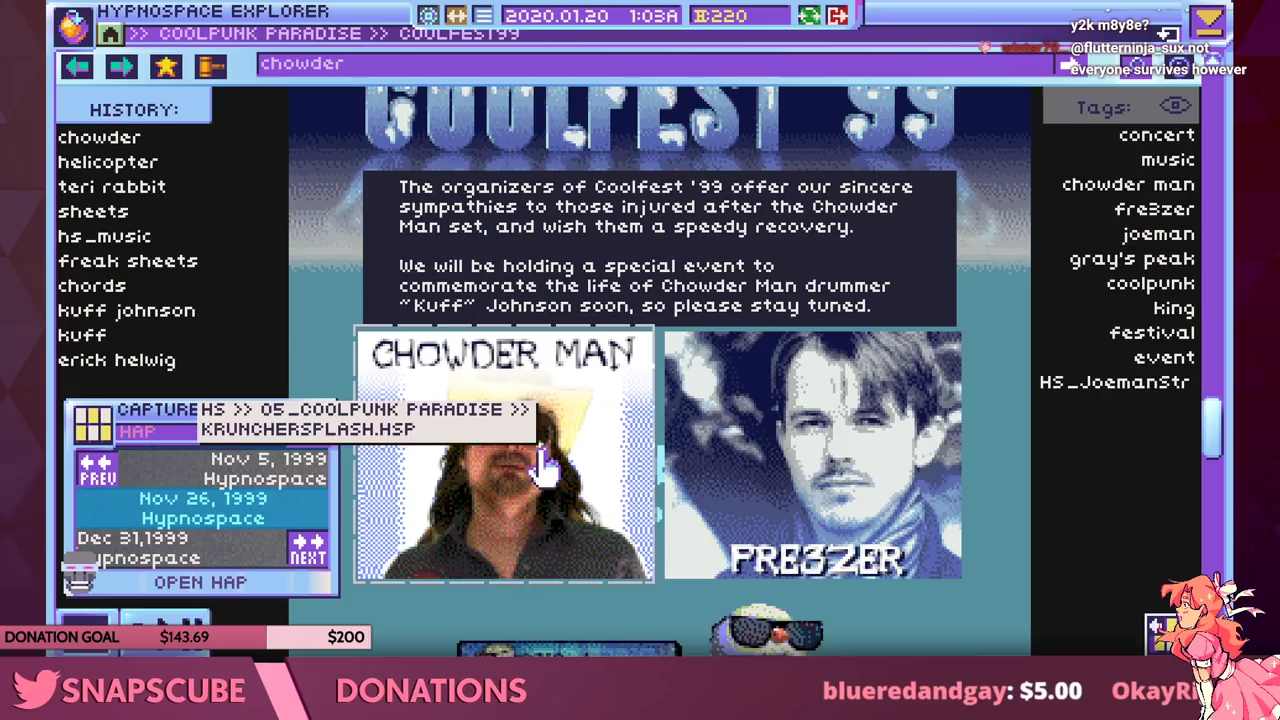 HYPNOSPACE EXPLORER
2020.01.20 1:03A
220
>> COOLPUNK PARADISE >> COOLFEST99
chowder
y2k m8y8e?
@flutterninja_sux not
everyone survives however
HISTORY:
chowder
helicopter
teri rabbit
sheets
hs_music
freak sheets
chords
kuff johnson
kuff
erick helwig
COOLFEST 99
The organizers of Coolfest '99 offer our sincere
sympathies to those injured after the Chowder
Man set, and wish them a speedy recovery.
We will be holding a special event to
commemorate the life of Chowder Man drummer
~Kuff~ Johnson soon, so please stay tuned.
CHOWDER MAN
FRE3ZER
Tags:
concert
music
chowder man
fre3zer
joeman
gray's peak
coolpunk
king
festival
event
HS_JoemanStr
CAPTURE
HAP
HS >> 05_COOLPUNK PARADISE >>
KRUNCHERSPLASH.HSP
PREV
Nov 5, 1999
Hypnospace
Nov 26, 1999
Hypnospace
Dec 31,1999
ypnospace
NEXT
OPEN HAP
DONATION GOAL $143.69 $200
SNAPSCUBE
DONATIONS
blueredandgay: $5.00 OkayRi